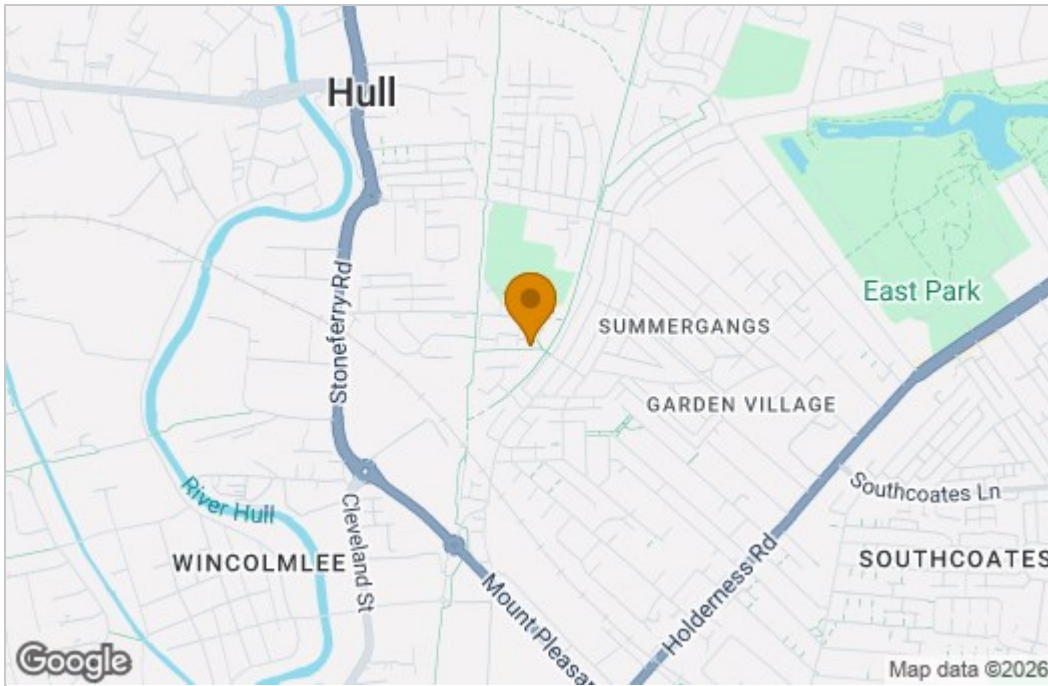 Hull
Stoneferry Rd
East Park
SUMMERGANGS
GARDEN VILLAGE
Southcoates Ln
River Hull
Cleveland St
WINCOLMLEE
Holderness Rd
SOUTHCOATES
Mount Pleasan
Google
Map data ©2026